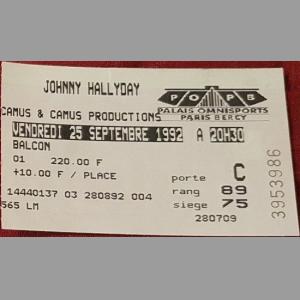 JOHNNY HALLYDAY
POPB
PALAIS OMNISPORTS
PARIS BERCY
CAMUS & CAMUS PRODUCTIONS
VENDREDI 25 SEPTEMBRE 1992 A 20H30
BALCON
01 220.00 F
+10.00 F / PLACE
porte C
rang 89
siege 75
14440137 03 280892 004
565 LM
280709
3953986